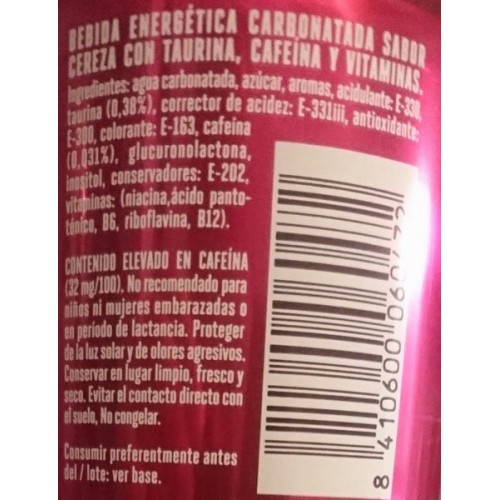 BEBIDA ENERGÉTICA CARBONATADA SABOR
CEREZA CON TAURINA, CAFEÍNA Y VITAMINAS.
Ingredientes: agua carbonatada, azúcar, aromas, acidulante: E-330,
taurina (0,38%), corrector de acidez: E-331iii, antioxidante:
E-300, colorante: E-163, cafeína
(0,031%), glucuronolactona,
inositol, conservadores: E-202,
vitaminas: (niacina,ácido panto-
ténico, B6, riboflavina, B12).
CONTENIDO ELEVADO EN CAFEÍNA
(32 mg/100). No recomendado para
niños ni mujeres embarazadas o
en período de lactancia. Proteger
de la luz solar y de olores agresivos.
Conservar en lugar limpio, fresco y
seco. Evitar el contacto directo con
el suelo, No congelar.
Consumir preferentemente antes
del / lote: ver base.
8 410600 060472